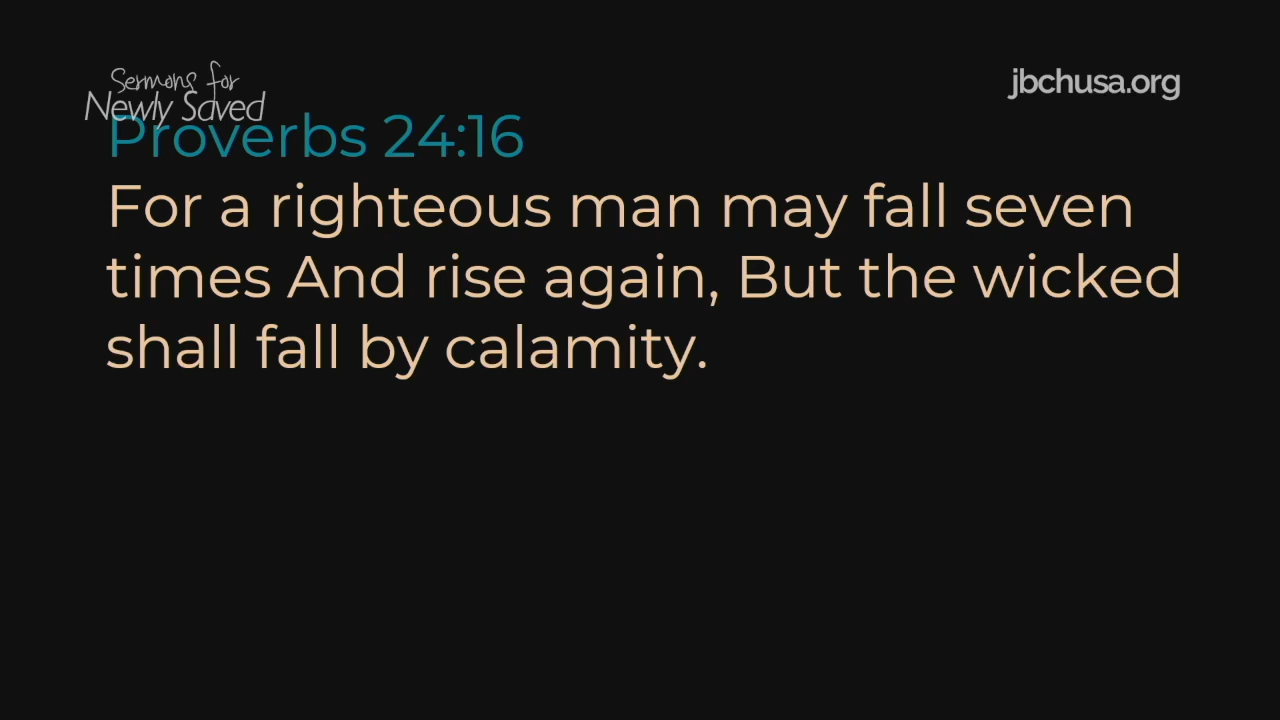 Sermons for
Newly Saved
jbchusa.org
Proverbs 24:16
For a righteous man may fall seven
times And rise again, But the wicked
shall fall by calamity.